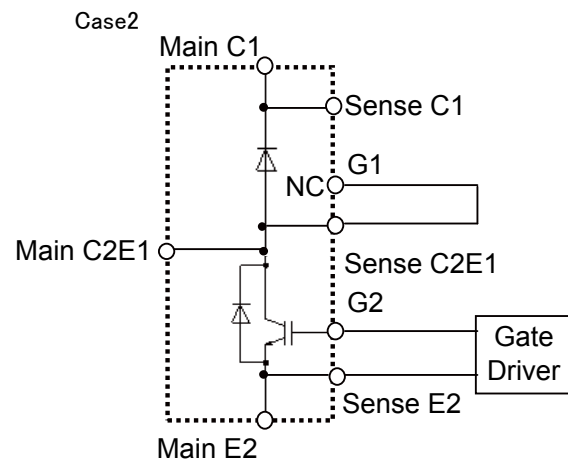 Case2
Main C1
Sense C1
G1
NC
Main C2E1
Sense C2E1
G2
Gate
Driver
Sense E2
Main E2